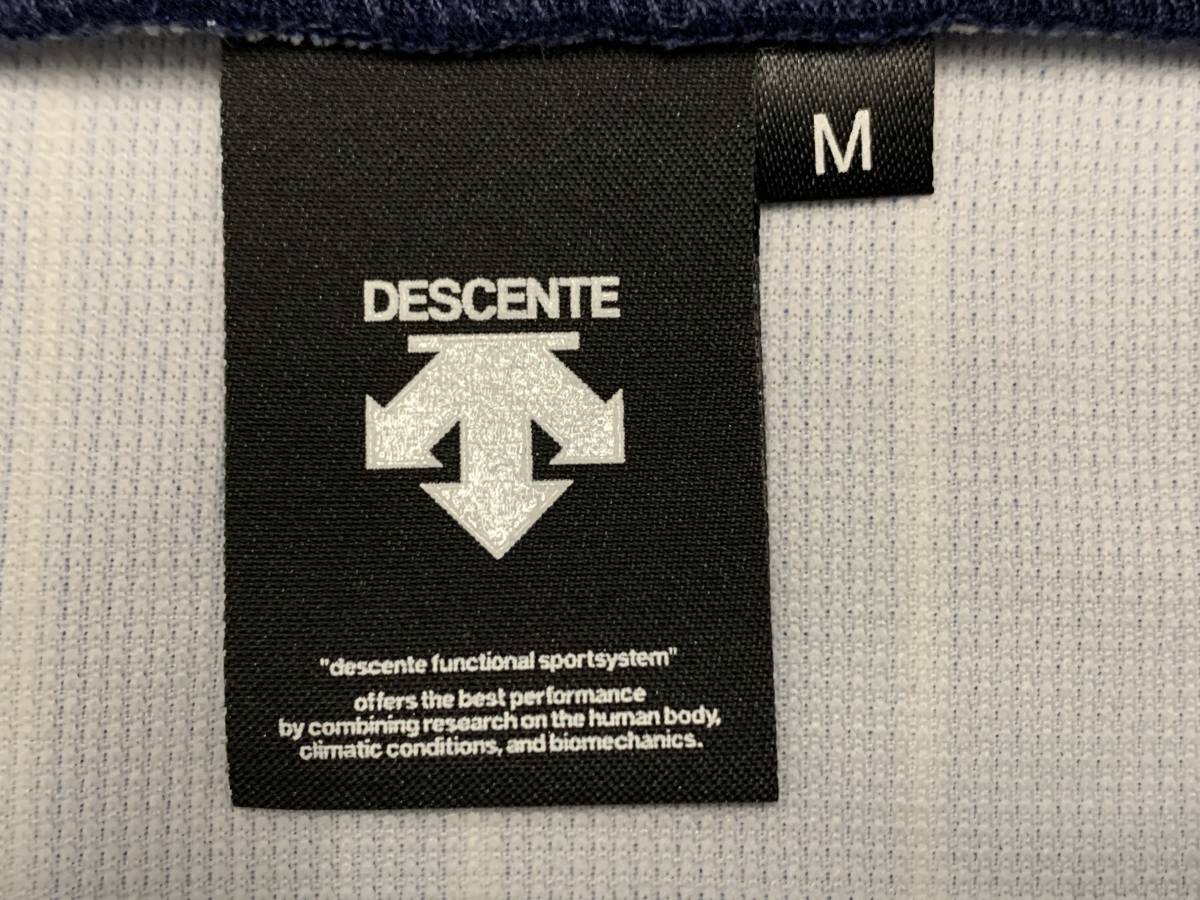 M
DESCENTE
"descente functional sportsystem"
offers the best performance
by combining research on the human body,
climatic conditions, and biomechanics.